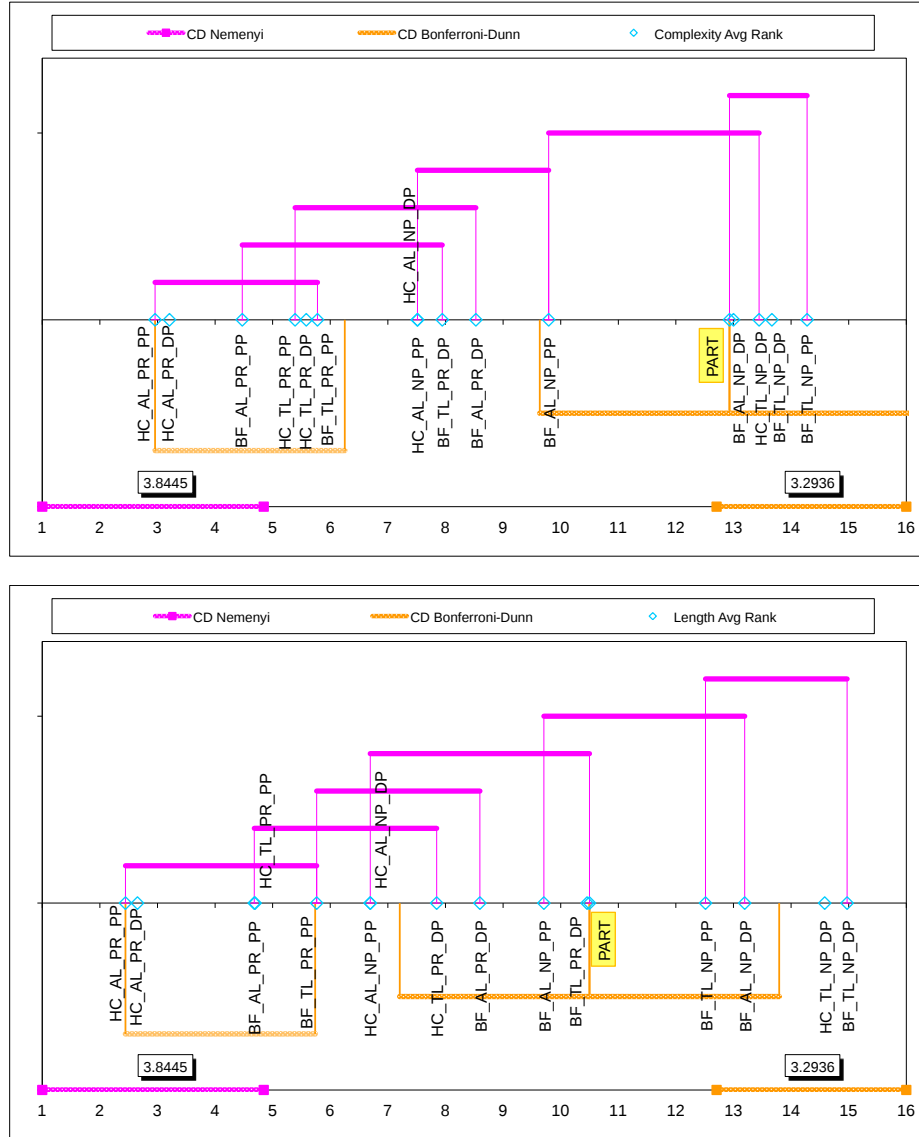 CD Nemenyi CD Bonferroni-Dunn Complexity Avg Rank
HC_AL_PR_PP
HC_AL_PR_DP
BF_AL_PR_PP
HC_TL_PR_PP
HC_TL_PR_DP
BF_TL_PR_PP
HC_AL_NP_DP
HC_AL_NP_PP
BF_TL_PR_DP
BF_AL_PR_DP
BF_AL_NP_PP
PART
BF_AL_NP_DP
HC_TL_NP_DP
BF_TL_NP_DP
BF_TL_NP_PP
3.8445 3.2936
1 2 3 4 5 6 7 8 9 10 11 12 13 14 15 16
CD Nemenyi CD Bonferroni-Dunn Length Avg Rank
HC_AL_PR_PP
HC_AL_PR_DP
BF_AL_PR_PP
HC_TL_PR_PP
BF_TL_PR_PP
HC_AL_NP_PP
HC_AL_NP_DP
HC_TL_PR_DP
BF_AL_PR_DP
BF_AL_NP_PP
BF_TL_PR_DP
PART
BF_TL_NP_PP
BF_AL_NP_DP
HC_TL_NP_DP
BF_TL_NP_DP
3.8445 3.2936
1 2 3 4 5 6 7 8 9 10 11 12 13 14 15 16